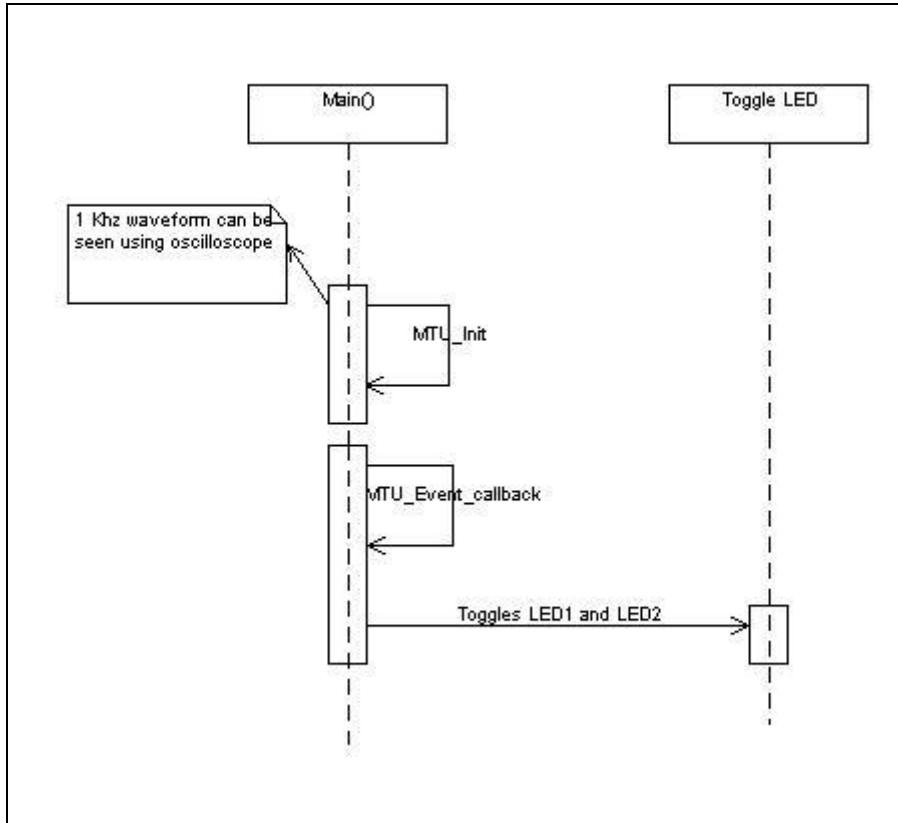 Main()
Toggle LED
1 Khz waveform can be
seen using oscilloscope
MTU_Init
MTU_Event_callback
Toggles LED1 and LED2